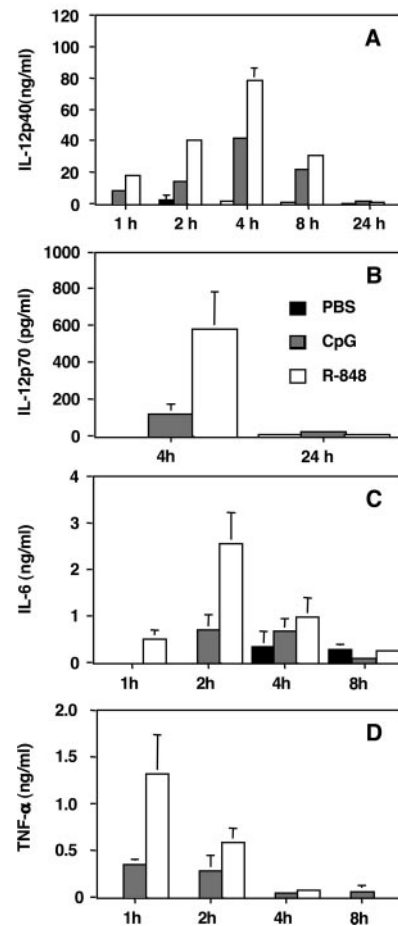 A
IL-12p40(ng/ml)
120
100
80
60
40
20
0
1 h 2 h 4 h 8 h 24 h
B
IL-12p70 (pg/ml)
1000
800
600
400
200
0
PBS
CpG
R-848
4h 24 h
C
IL-6 (ng/ml)
4
3
2
1
0
1h 2h 4h 8h
D
TNF-α (ng/ml)
2.0
1.5
1.0
0.5
0
1h 2h 4h 8h